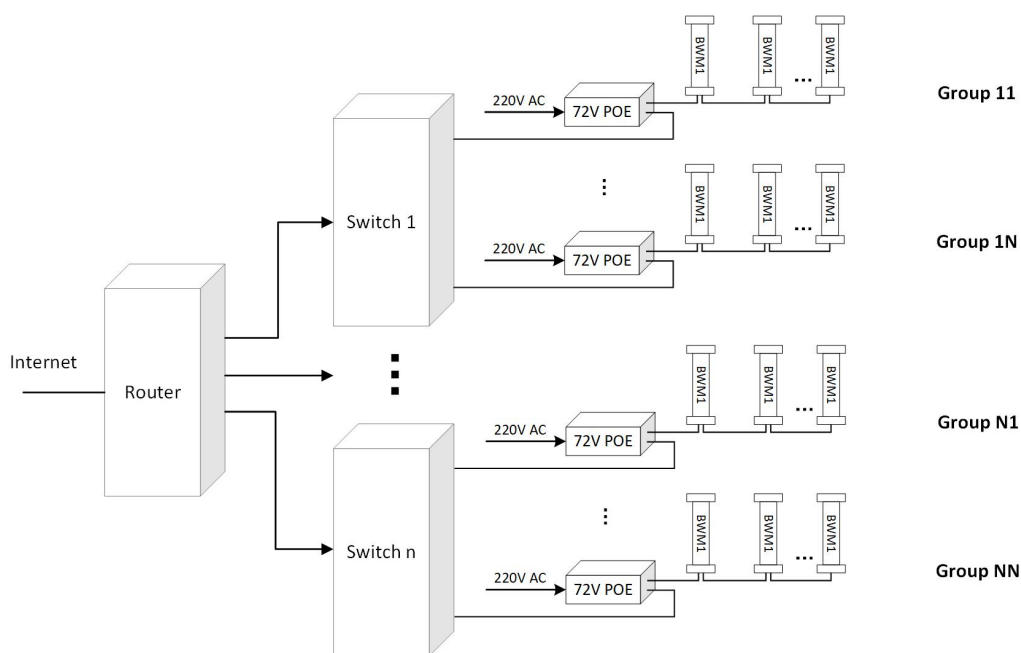 BWM1
BWM1
...
BWM1
Group 11
220V AC
72V POE
Switch 1
...
BWM1
BWM1
...
BWM1
Group 1N
220V AC
72V POE
Internet
Router
...
BWM1
BWM1
...
BWM1
Group N1
220V AC
72V POE
Switch n
...
BWM1
BWM1
...
BWM1
Group NN
220V AC
72V POE